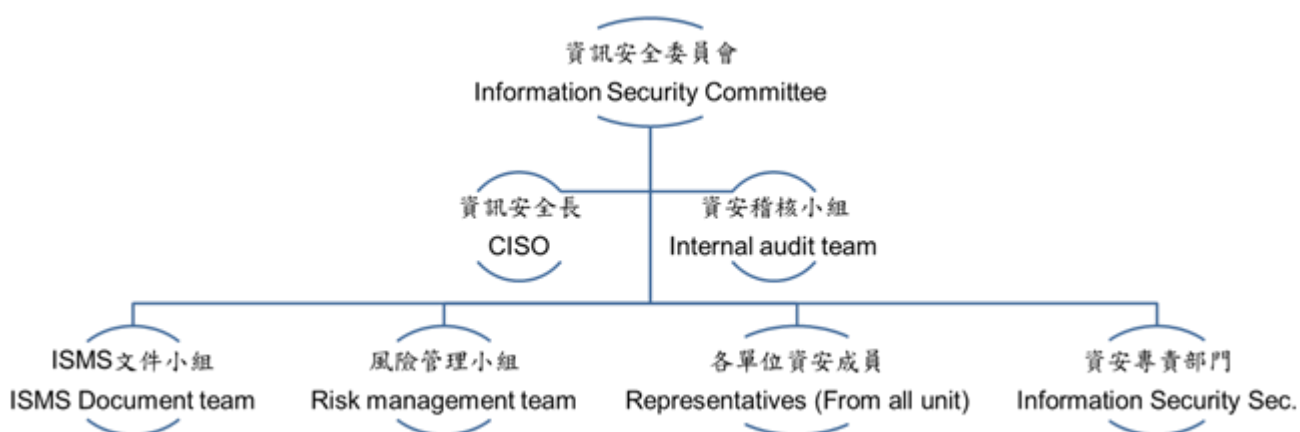 資訊安全委員會
Information Security Committee
資訊安全長
CISO
資安稽核小組
Internal audit team
ISMS文件小組
ISMS Document team
風險管理小組
Risk management team
各單位資安成員
Representatives (From all unit)
資安專責部門
Information Security Sec.